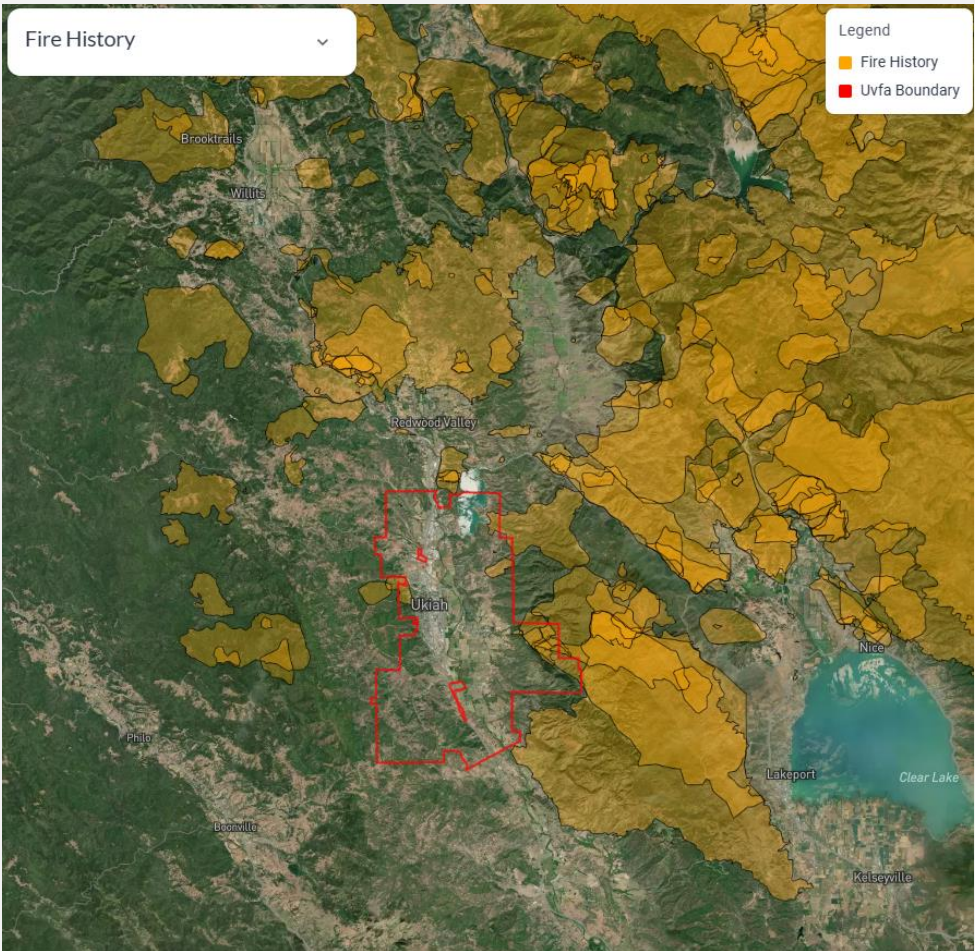 Fire History
Legend
Fire History
Uvfa Boundary
Brooktrails
Willits
Redwood Valley
Ukiah
Nice
Philo
Lakeport
Clear Lake
Boonville
Kelseyville